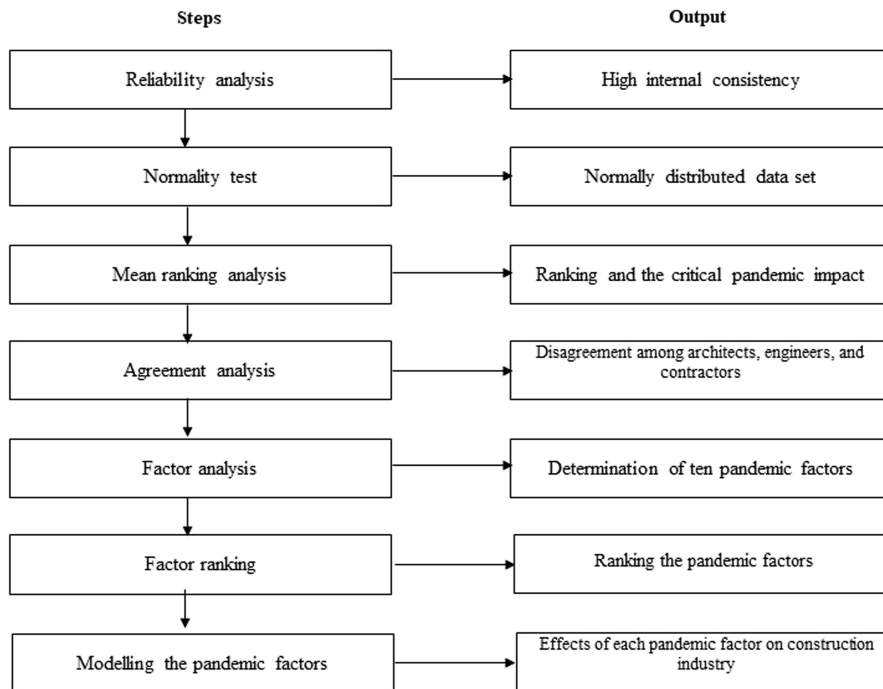 Steps
Output
Reliability analysis
High internal consistency
Normality test
Normally distributed data set
Mean ranking analysis
Ranking and the critical pandemic impact
Agreement analysis
Disagreement among architects, engineers, and
contractors
Factor analysis
Determination of ten pandemic factors
Factor ranking
Ranking the pandemic factors
Modelling the pandemic factors
Effects of each pandemic factor on construction
industry